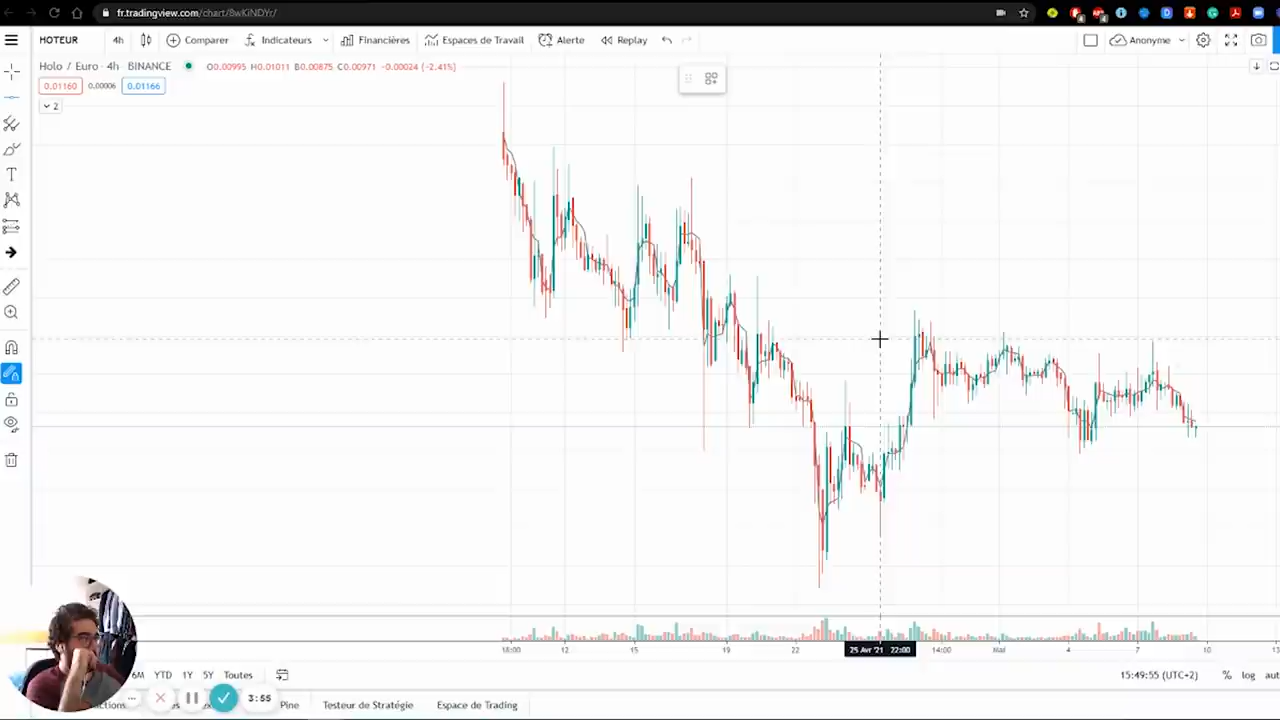 fr.tradingview.com/chart/8wKiNDYr/
HOTEUR 4h Comparer Indicateurs Financières Espaces de Travail Alerte Replay Anonyme
Holo / Euro · 4h BINANCE O0.00995 H0.01011 B0.00875 C0.00971 -0.00024 (-2.41%)
0.01160 0.00006 0.01166
2
18:00 12 15 19 22 25 Avr '21 22:00 14:00 Mai 4 7 10 13
6M YTD 1Y 5Y Toutes 15:49:55 (UTC+2) % log aut
3:55
Pine Testeur de Stratégie Espace de Trading